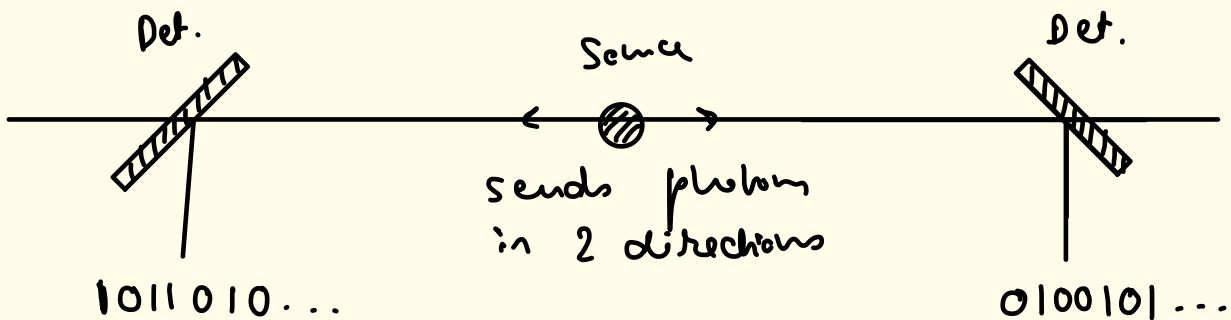 Det.
Source
Det.
sends photons
in 2 directions
1011010...
0100101...